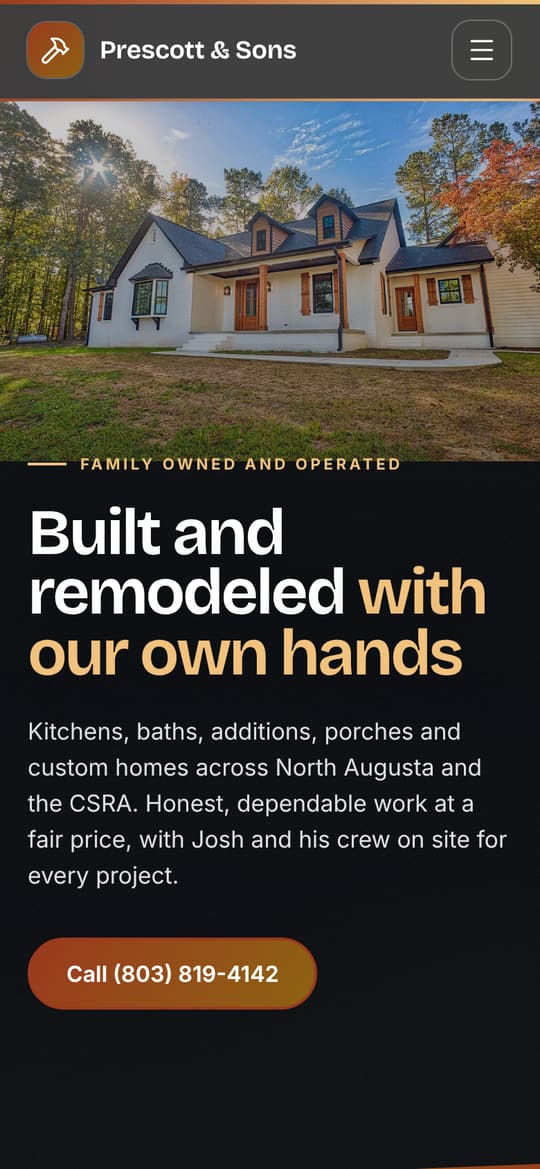 Prescott & Sons
FAMILY OWNED AND OPERATED
Built and
remodeled with
our own hands
Kitchens, baths, additions, porches and
custom homes across North Augusta and
the CSRA. Honest, dependable work at a
fair price, with Josh and his crew on site for
every project.
Call (803) 819-4142